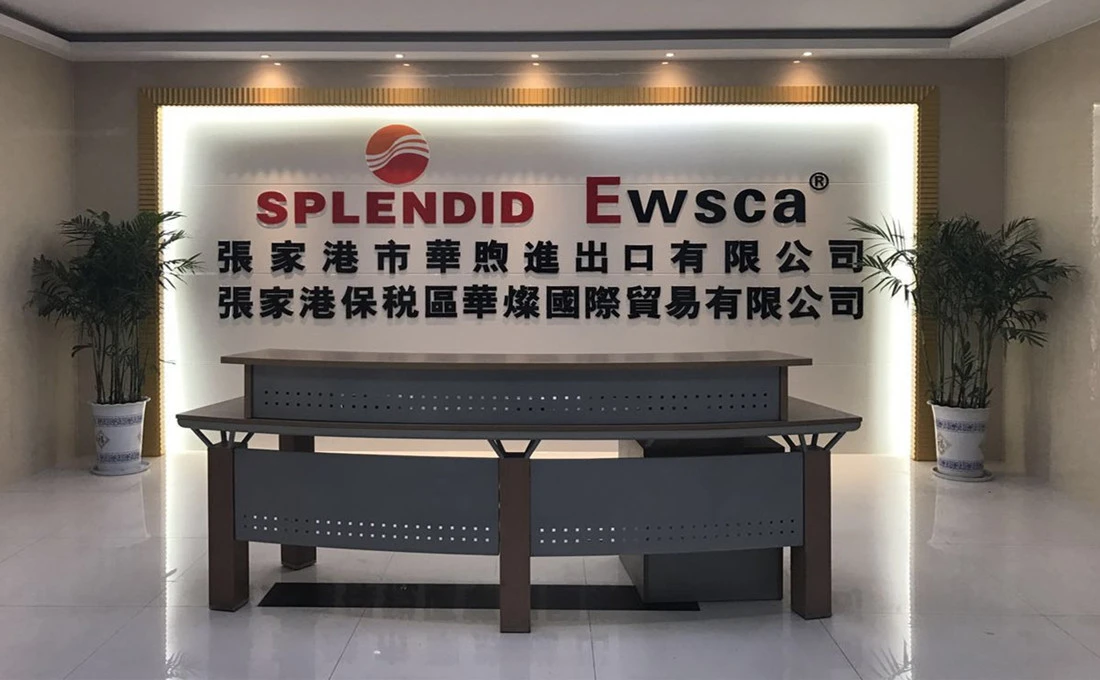 SPLENDID Ewsca®
張家港市華煦進出口有限公司
張家港保税區華燦國際貿易有限公司